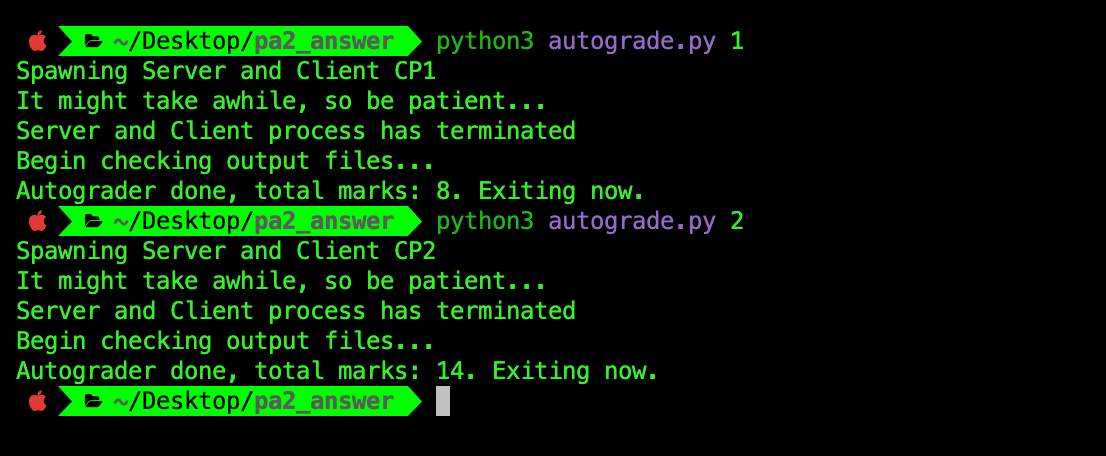 ~/Desktop/pa2_answer python3 autograde.py 1
Spawning Server and Client CP1
It might take awhile, so be patient...
Server and Client process has terminated
Begin checking output files...
Autograder done, total marks: 8. Exiting now.
~/Desktop/pa2_answer python3 autograde.py 2
Spawning Server and Client CP2
It might take awhile, so be patient...
Server and Client process has terminated
Begin checking output files...
Autograder done, total marks: 14. Exiting now.
~/Desktop/pa2_answer